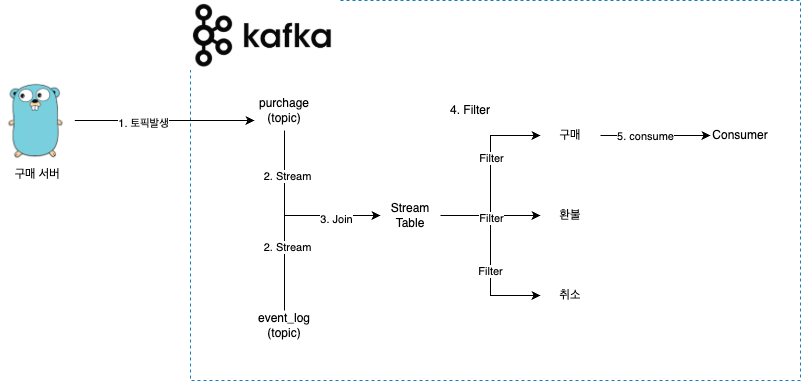 kafka
purchage
(topic)
4. Filter
1. 토픽발생
구매
5. consume
Consumer
Filter
구매 서버
2. Stream
Stream
Table
3. Join
Filter
환불
2. Stream
Filter
취소
event_log
(topic)